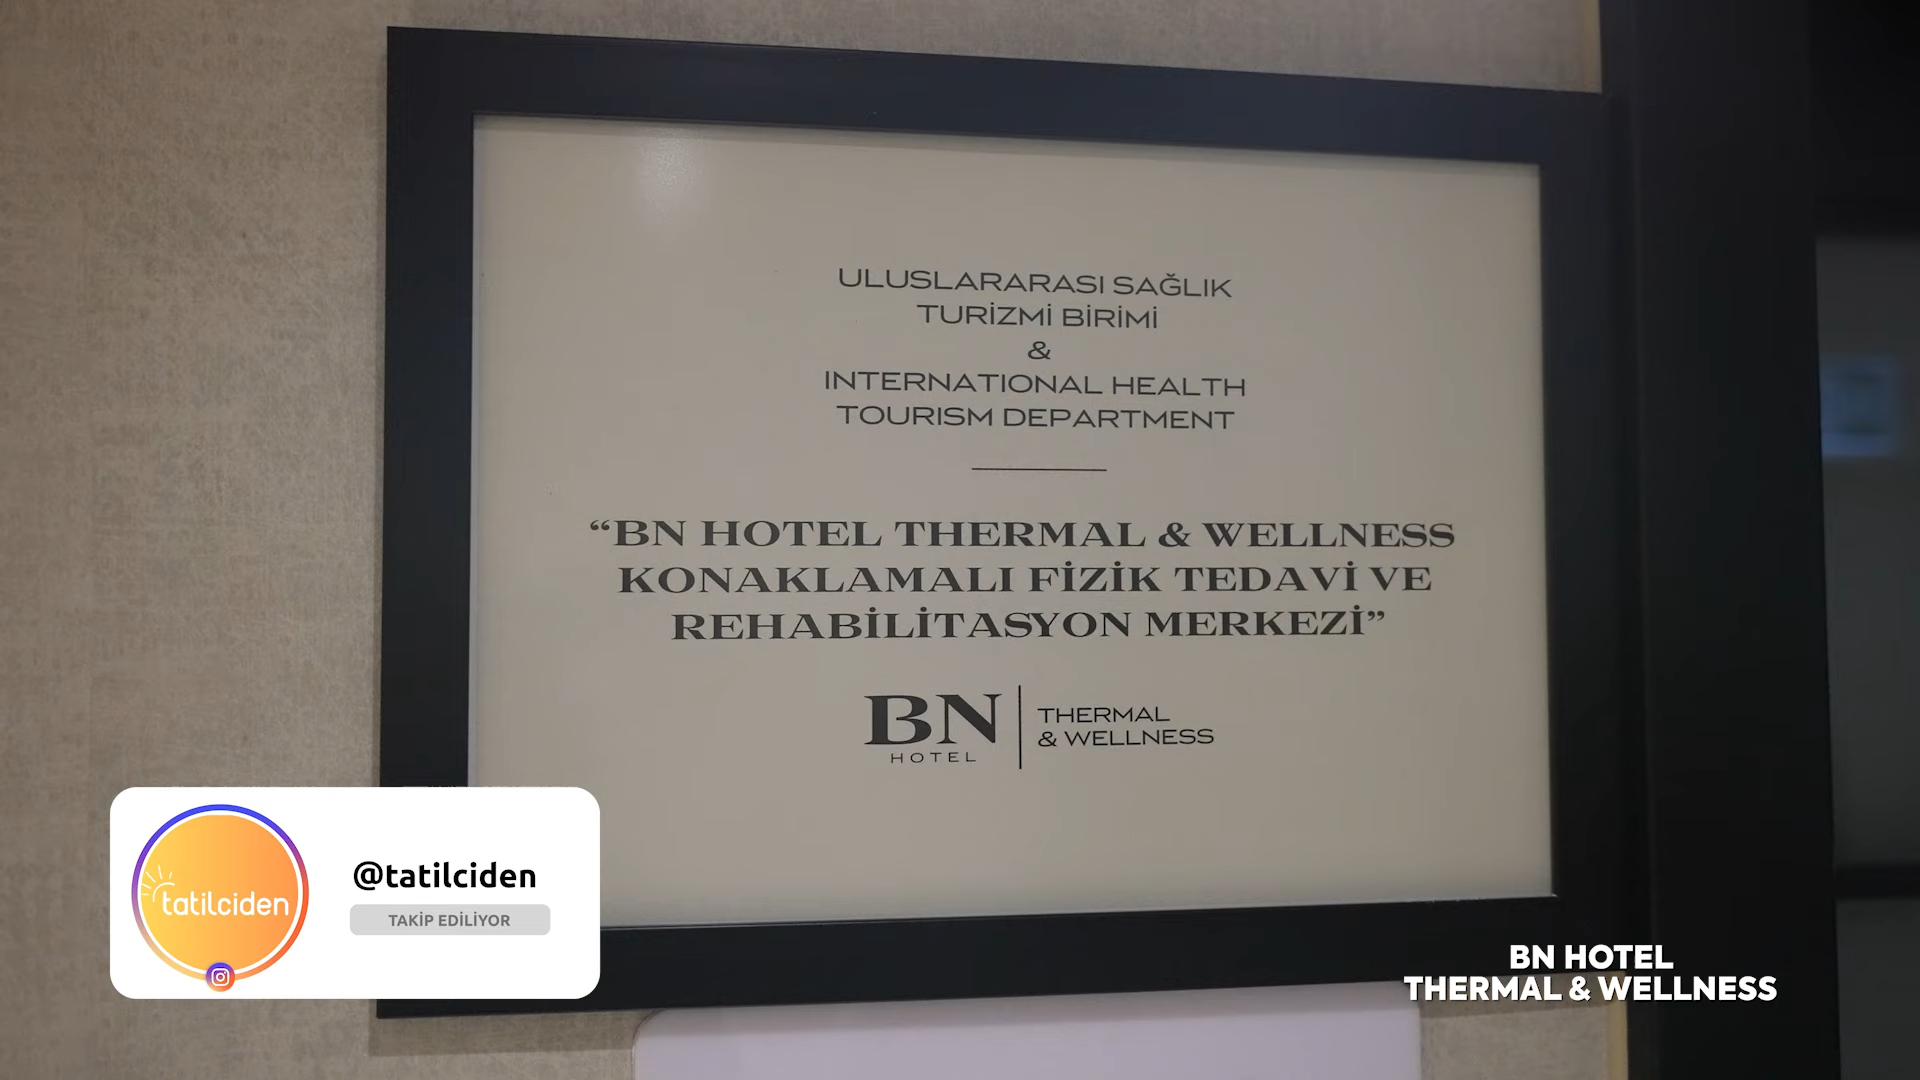 ULUSLARARASI SAĞLIK
TURİZMİ BİRİMİ
&
INTERNATIONAL HEALTH
TOURISM DEPARTMENT
“BN HOTEL THERMAL & WELLNESS
KONAKLAMALI FİZİK TEDAVİ VE
REHABİLİTASYON MERKEZİ”
BN
HOTEL
THERMAL
& WELLNESS
tatilciden
@tatilciden
TAKİP EDİLİYOR
BN HOTEL
THERMAL & WELLNESS